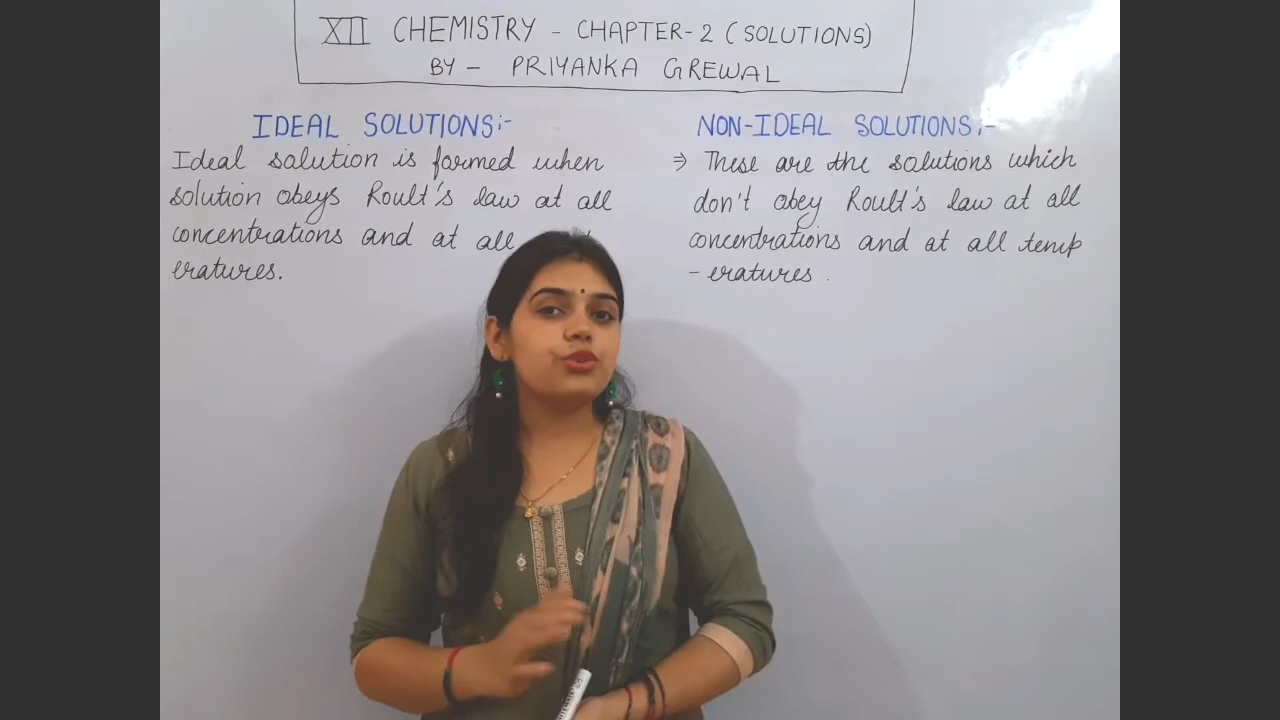 XII CHEMISTRY - CHAPTER-2 (SOLUTIONS)
BY - PRIYANKA GREWAL
IDEAL SOLUTIONS:-
Ideal solution is formed when
solution obeys Roult's law at all
concentrations and at all
eratures.
NON-IDEAL SOLUTIONS:-
⇒ These are the solutions which
don't obey Roult's law at all
concentrations and at all temp
- eratures.